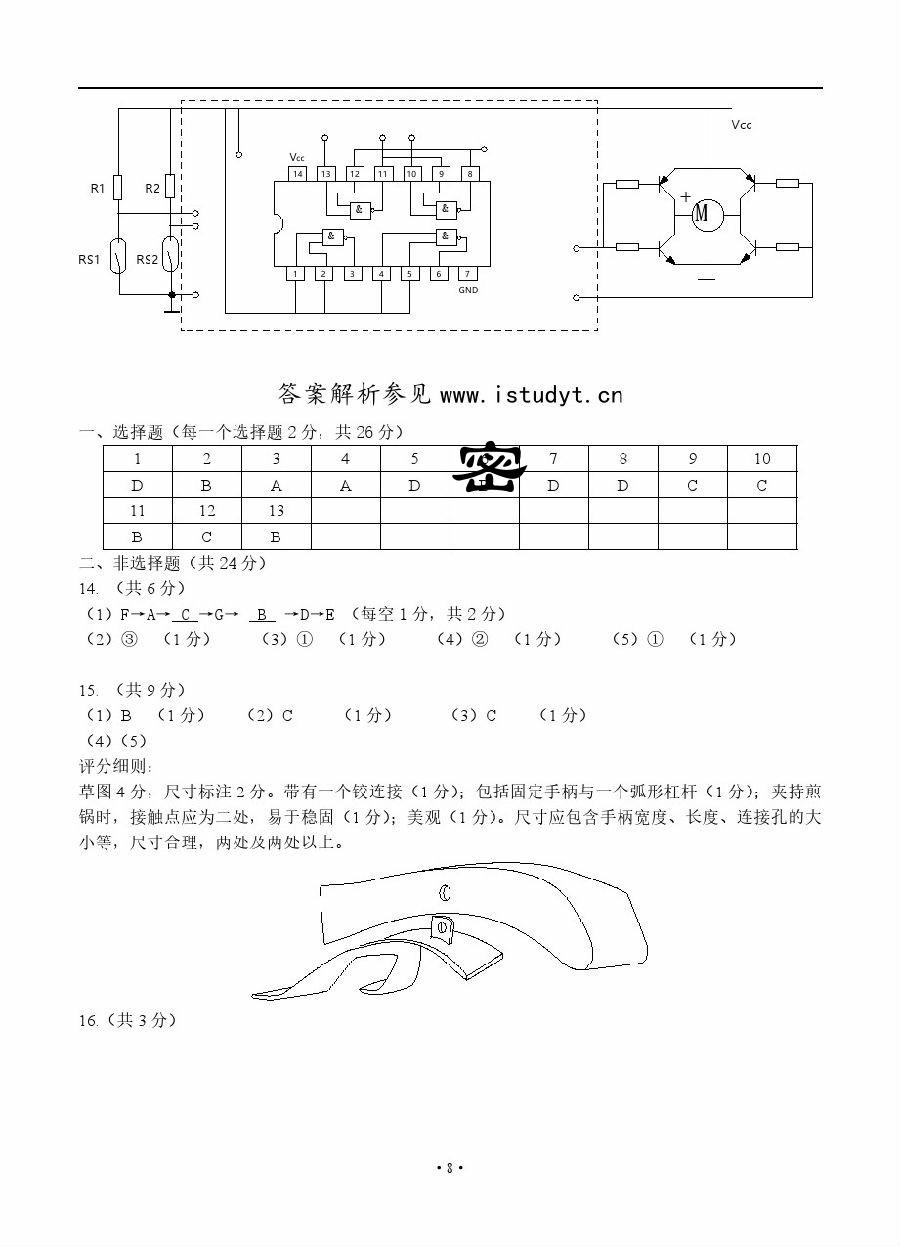 Vcc
Vcc
14 13 12 11 10 9 8
R1 R2
& &
+
M
& &
RS1 RS2
—
1 2 3 4 5 6 7
GND
答案解析参见 www.istudyt.cn
一、选择题（每一个选择题2分，共26分）
1 2 3 4 5 密 7 8 9 10
D B A A D D D C C
11 12 13
B C B
二、非选择题（共24分）
14. （共6分）
（1）F→A→ C →G→ B →D→E （每空1分，共2分）
（2）③ （1分） （3）① （1分） （4）② （1分） （5）① （1分）
15. （共9分）
（1）B （1分） （2）C （1分） （3）C （1分）
（4）（5）
评分细则：
草图4分，尺寸标注2分。带有一个铰连接（1分）；包括固定手柄与一个弧形杠杆（1分）；夹持煎
锅时，接触点应为二处，易于稳固（1分）；美观（1分）。尺寸应包含手柄宽度、长度、连接孔的大
小等，尺寸合理，两处及两处以上。
16.（共3分）
·8·